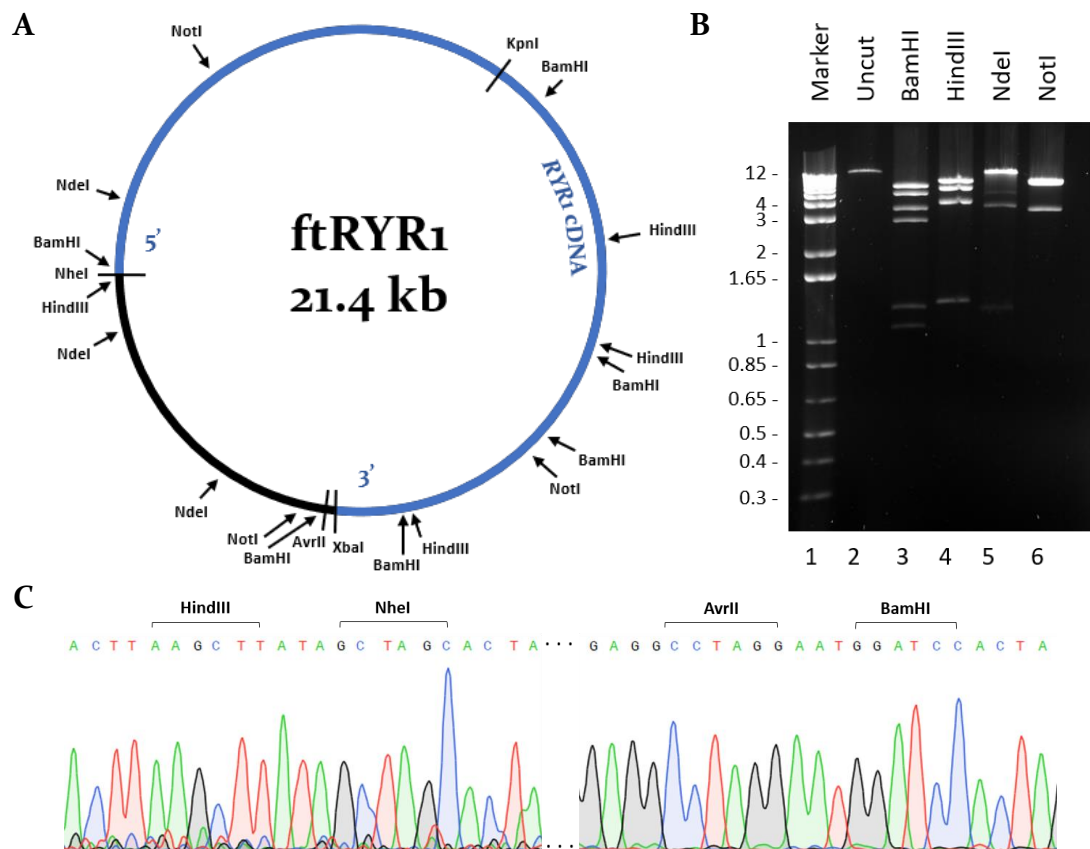 A
NotI
KpnI
BamHI
RYR1 cDNA
NdeI
HindIII
BamHI
5’
NheI
HindIII
NdeI
ftRYR1
21.4 kb
HindIII
BamHI
BamHI
NotI
3’
NdeI
NotI
BamHI
AvrII
XbaI
BamHI
HindIII
B
Marker
Uncut
BamHI
HindIII
NdeI
NotI
12 -
4 -
3 -
2 -
1.65 -
1 -
0.85 -
0.65 -
0.5 -
0.4 -
0.3 -
1 2 3 4 5 6
C
HindIII NheI AvrII BamHI
A C T T A A G C T T A T A G C T A G C A C T A ··· G A G G C C T A G G A A T G G A T C C A C T A
···